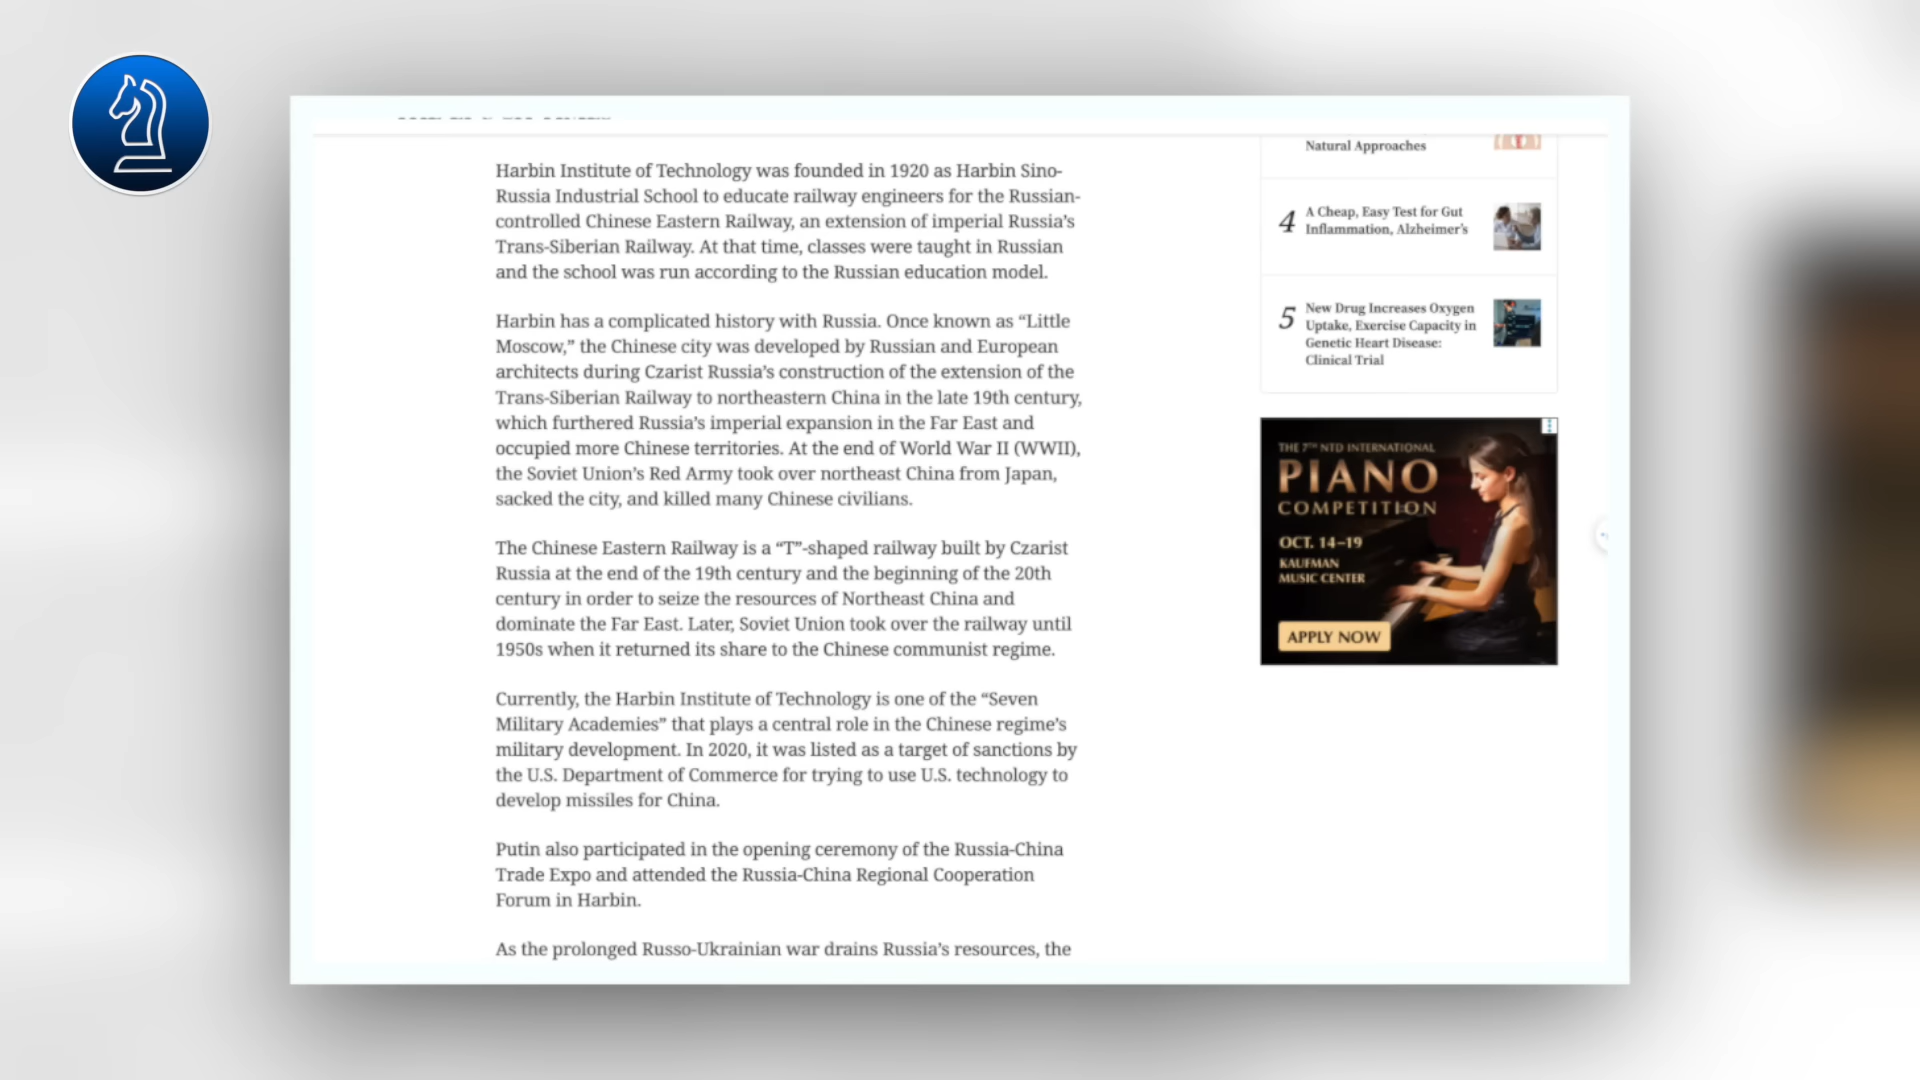 Harbin Institute of Technology was founded in 1920 as Harbin Sino-
Russia Industrial School to educate railway engineers for the Russian-
controlled Chinese Eastern Railway, an extension of imperial Russia’s
Trans-Siberian Railway. At that time, classes were taught in Russian
and the school was run according to the Russian education model.
Harbin has a complicated history with Russia. Once known as “Little
Moscow,” the Chinese city was developed by Russian and European
architects during Czarist Russia’s construction of the extension of the
Trans-Siberian Railway to northeastern China in the late 19th century,
which furthered Russia’s imperial expansion in the Far East and
occupied more Chinese territories. At the end of World War II (WWII),
the Soviet Union’s Red Army took over northeast China from Japan,
sacked the city, and killed many Chinese civilians.
The Chinese Eastern Railway is a “T”-shaped railway built by Czarist
Russia at the end of the 19th century and the beginning of the 20th
century in order to seize the resources of Northeast China and
dominate the Far East. Later, Soviet Union took over the railway until
1950s when it returned its share to the Chinese communist regime.
Currently, the Harbin Institute of Technology is one of the “Seven
Military Academies” that plays a central role in the Chinese regime’s
military development. In 2020, it was listed as a target of sanctions by
the U.S. Department of Commerce for trying to use U.S. technology to
develop missiles for China.
Putin also participated in the opening ceremony of the Russia-China
Trade Expo and attended the Russia-China Regional Cooperation
Forum in Harbin.
As the prolonged Russo-Ukrainian war drains Russia’s resources, the
Natural Approaches
4
A Cheap, Easy Test for Gut
Inflammation, Alzheimer’s
5
New Drug Increases Oxygen
Uptake, Exercise Capacity in
Genetic Heart Disease:
Clinical Trial
THE 7TH NTD INTERNATIONAL
PIANO
COMPETITION
OCT. 14–19
KAUFMAN
MUSIC CENTER
APPLY NOW